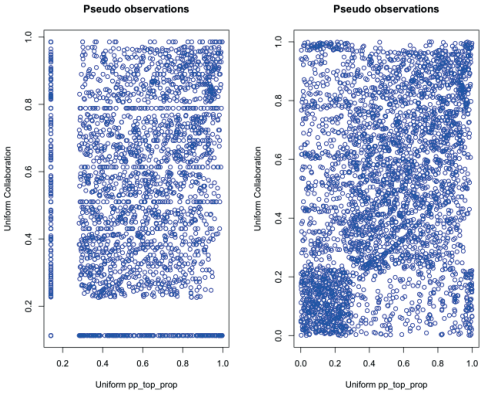 Pseudo observations
Uniform Collaboration
1.0
0.8
0.6
0.4
0.2
0.2 0.4 0.6 0.8 1.0
Uniform pp_top_prop
Pseudo observations
Uniform Collaboration
1.0
0.8
0.6
0.4
0.2
0.0
0.0 0.2 0.4 0.6 0.8 1.0
Uniform pp_top_prop